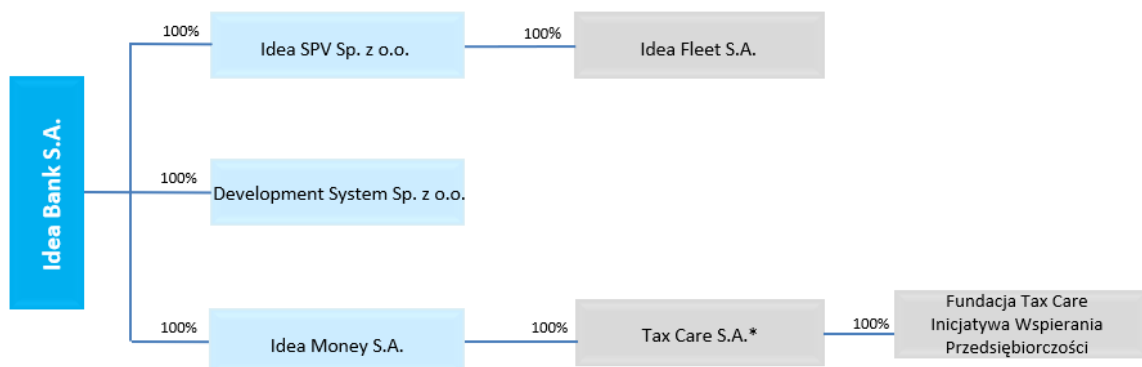 100%
Idea SPV Sp. z o.o.
100%
Idea Fleet S.A.
Idea Bank S.A.
100%
Development System Sp. z o.o.
100%
Idea Money S.A.
100%
Tax Care S.A.*
100%
Fundacja Tax Care
Inicjatywa Wspierania
Przedsiębiorczości